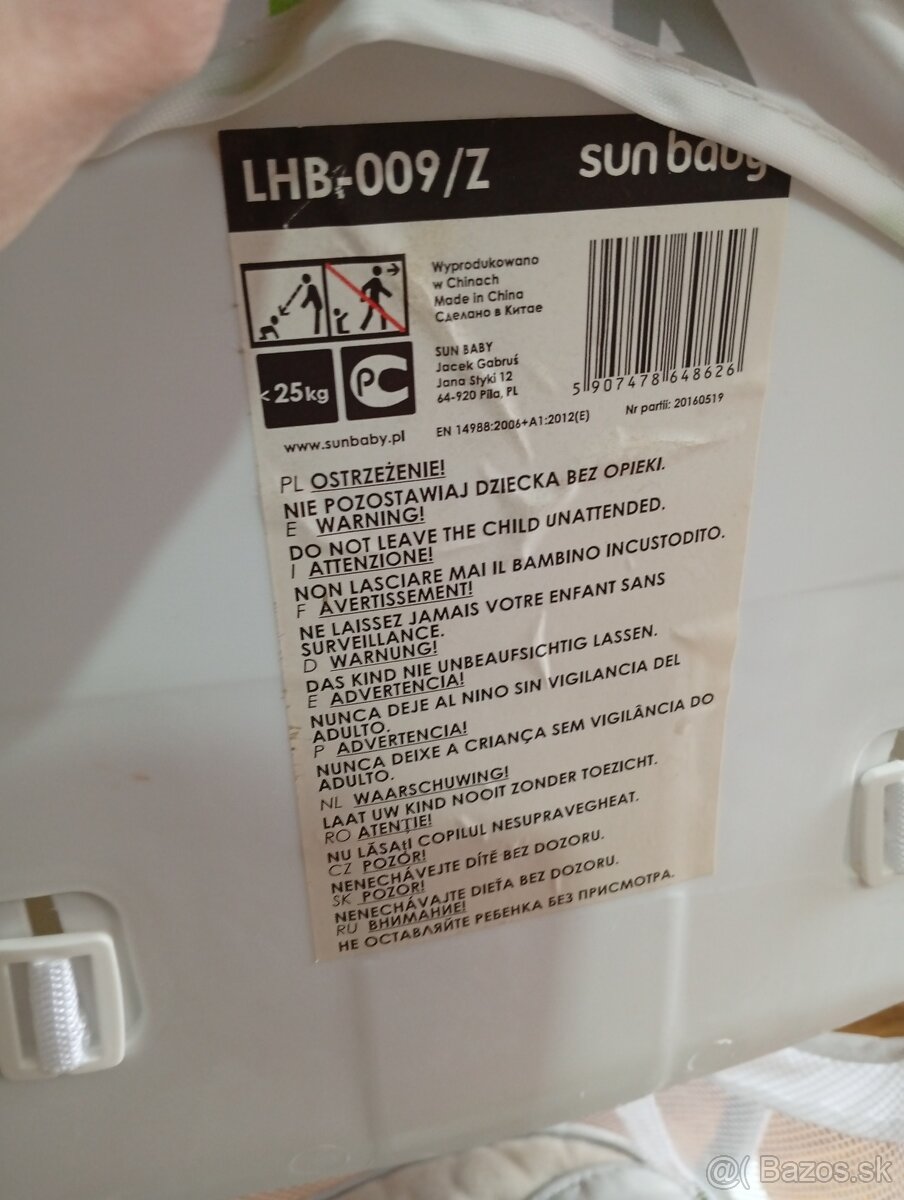 LHB-009/Z
sun baby
Wyprodukowano
w Chinach
Made in China
Сделано в Китае
<25kg
PC
SUN BABY
Jacek Gabruś
Jana Styki 12
64-920 Piła, PL
5 907478 648626
Nr partii: 20160519
www.sunbaby.pl
EN 14988:2006+A1:2012(E)
PL OSTRZEŻENIE!
NIE POZOSTAWIAJ DZIECKA BEZ OPIEKI.
E WARNING!
DO NOT LEAVE THE CHILD UNATTENDED.
I ATTENZIONE!
NON LASCIARE MAI IL BAMBINO INCUSTODITO.
F AVERTISSEMENT!
NE LAISSEZ JAMAIS VOTRE ENFANT SANS
SURVEILLANCE.
D WARNUNG!
DAS KIND NIE UNBEAUFSICHTIG LASSEN.
E ADVERTENCIA!
NUNCA DEJE AL NINO SIN VIGILANCIA DEL
ADULTO.
P ADVERTENCIA!
NUNCA DEIXE A CRIANÇA SEM VIGILÂNCIA DO
ADULTO.
NL WAARSCHUWING!
LAAT UW KIND NOOIT ZONDER TOEZICHT.
RO ATENŢIE!
NU LĂSAţI COPILUL NESUPRAVEGHEAT.
CZ POZÓR!
NENECHÁVEJTE DÍTĚ BEZ DOZORU.
SK POZOR!
NENECHÁVAJTE DIEŤA BEZ DOZORU.
RU ВНИМАНИЕ!
НЕ ОСТАВЛЯЙТЕ РЕБЕНКА БЕЗ ПРИСМОТРА.
@( Bazos.sk